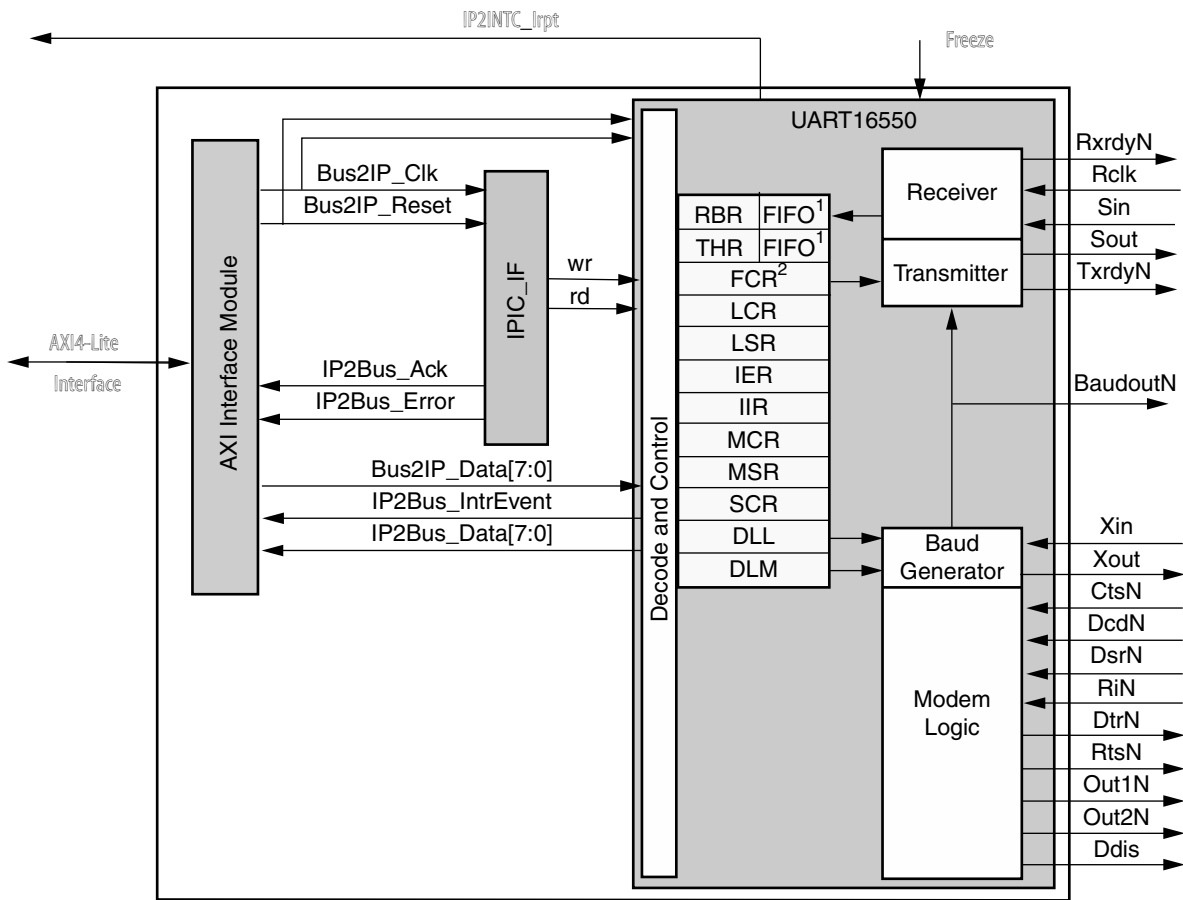 IP2INTC_Irpt
Freeze
UART16550
AXI Interface Module
Bus2IP_Clk
Bus2IP_Reset
IPIC_IF
wr
rd
AXI4-Lite
Interface
IP2Bus_Ack
IP2Bus_Error
Bus2IP_Data[7:0]
IP2Bus_IntrEvent
IP2Bus_Data[7:0]
Decode and Control
RBR FIFO¹
THR FIFO¹
FCR²
LCR
LSR
IER
IIR
MCR
MSR
SCR
DLL
DLM
Receiver
Transmitter
Baud
Generator
Modem
Logic
RxrdyN
Rclk
Sin
Sout
TxrdyN
BaudoutN
Xin
Xout
CtsN
DcdN
DsrN
RiN
DtrN
RtsN
Out1N
Out2N
Ddis